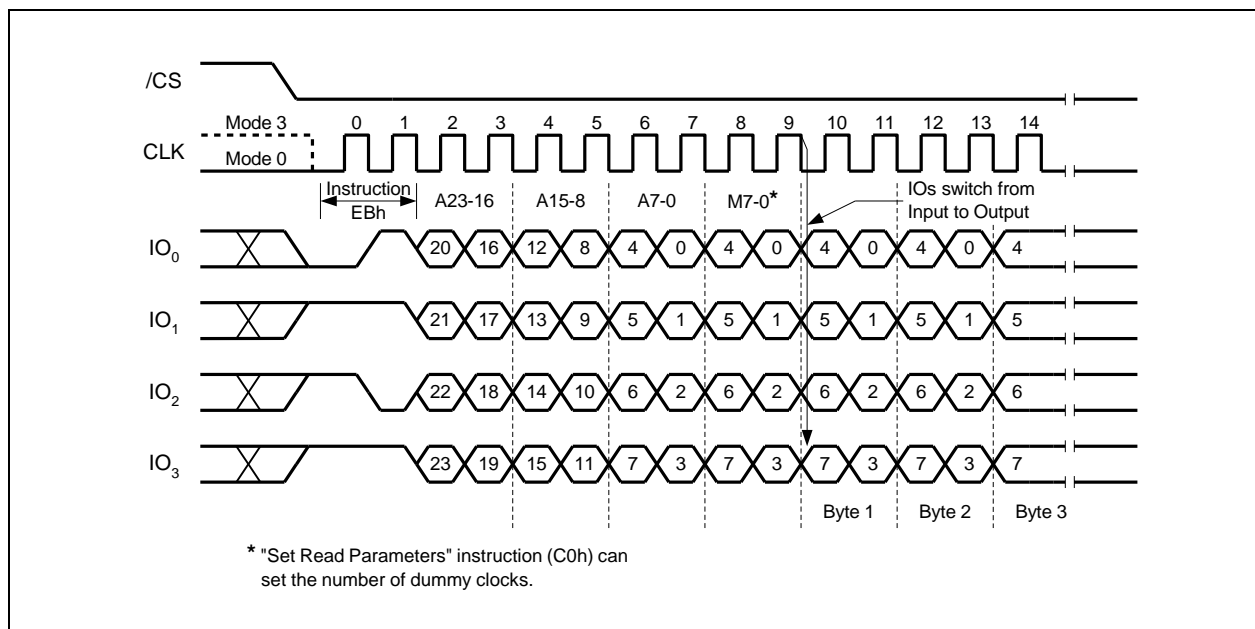 /CS
Mode 3
0 1 2 3 4 5 6 7 8 9 10 11 12 13 14
CLK
Mode 0
Instruction
EBh
A23-16 A15-8 A7-0 M7-0*
IOs switch from
Input to Output
IO0 20 16 12 8 4 0 4 0 4 0 4 0 4
IO1 21 17 13 9 5 1 5 1 5 1 5 1 5
IO2 22 18 14 10 6 2 6 2 6 2 6 2 6
IO3 23 19 15 11 7 3 7 3 7 3 7 3 7
Byte 1 Byte 2 Byte 3
* "Set Read Parameters" instruction (C0h) can
set the number of dummy clocks.